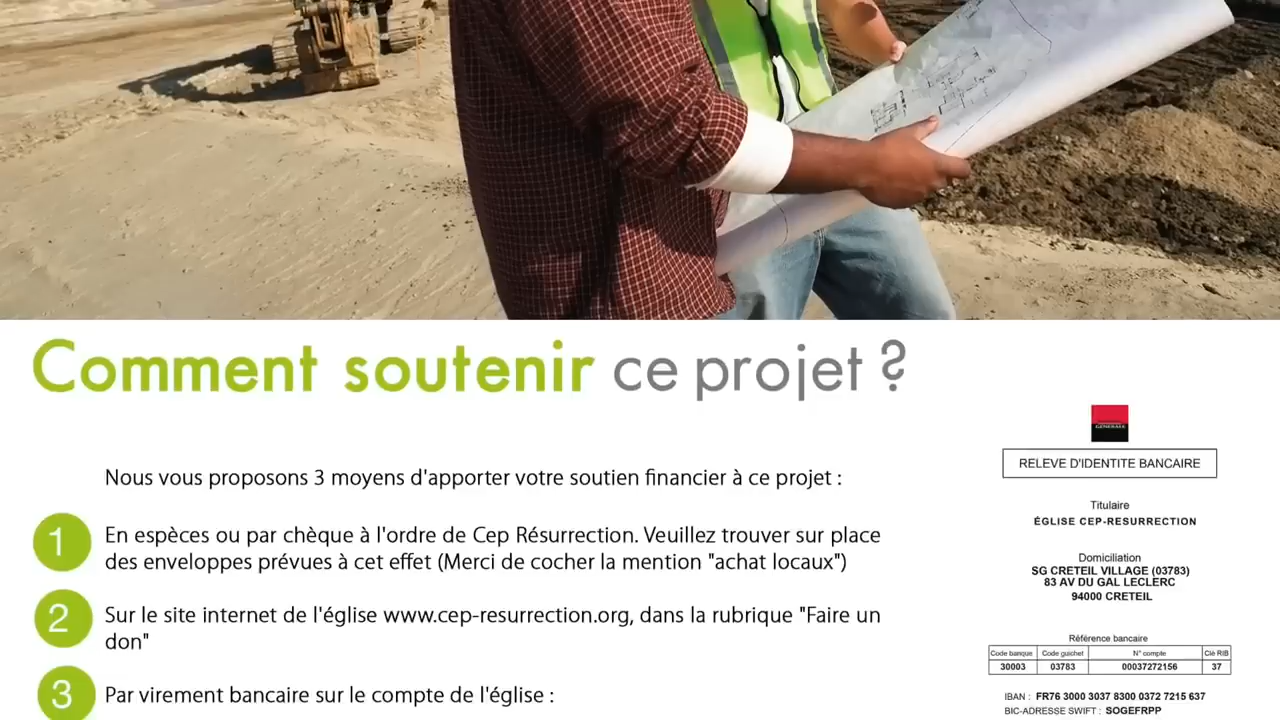 Comment soutenir ce projet ?
Nous vous proposons 3 moyens d'apporter votre soutien financier à ce projet :
1 En espèces ou par chèque à l'ordre de Cep Résurrection. Veuillez trouver sur place
des enveloppes prévues à cet effet (Merci de cocher la mention "achat locaux")
2 Sur le site internet de l'église www.cep-resurrection.org, dans la rubrique "Faire un
don"
3 Par virement bancaire sur le compte de l'église :
GENERALE
RELEVE D'IDENTITE BANCAIRE
Titulaire
ÉGLISE CEP-RESURRECTION
Domiciliation
SG CRETEIL VILLAGE (03783)
83 AV DU GAL LECLERC
94000 CRETEIL
Référence bancaire
Code banque Code guichet N° compte Clé RIB
30003 03783 00037272156 37
IBAN : FR76 3000 3037 8300 0372 7215 637
BIC-ADRESSE SWIFT : SOGEFRPP